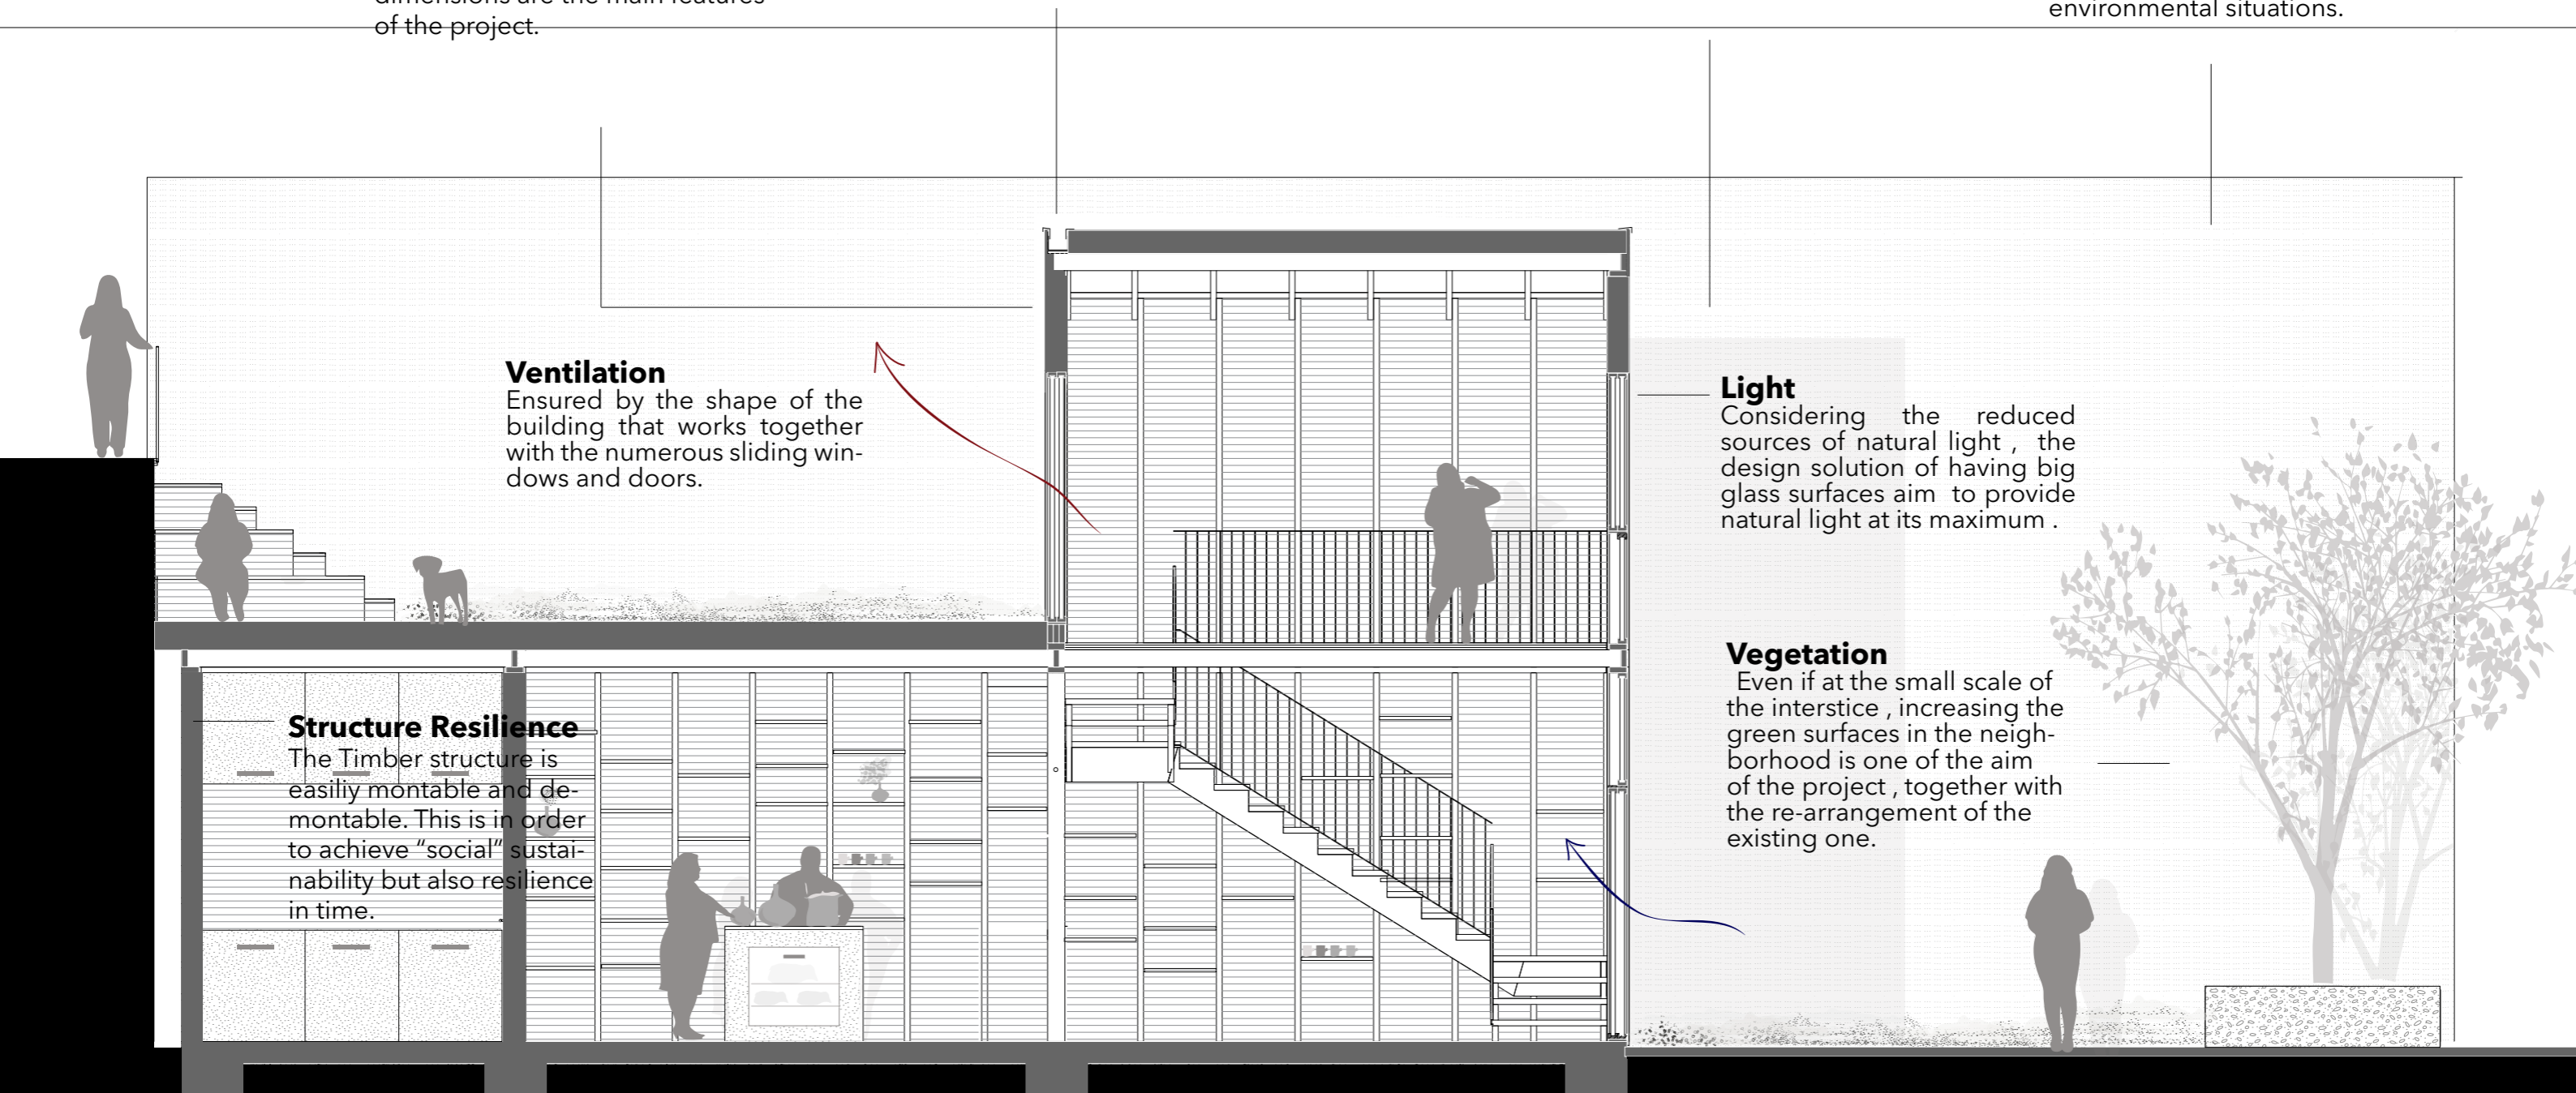 dimensions are the main features
of the project.
environmental situations.
Ventilation
Ensured by the shape of the
building that works together
with the numerous sliding win-
dows and doors.
Light
Considering the reduced
sources of natural light , the
design solution of having big
glass surfaces aim to provide
natural light at its maximum .
Structure Resilience
The Timber structure is
easiliy montable and de-
montable. This is in order
to achieve “social” sustai-
nability but also resilience
in time.
Vegetation
Even if at the small scale of
the interstice , increasing the
green surfaces in the neigh-
borhood is one of the aim
of the project , together with
the re-arrangement of the
existing one.